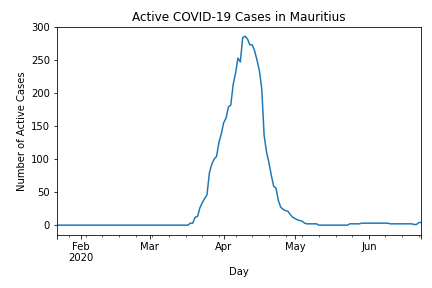 Active COVID-19 Cases in Mauritius
Number of Active Cases
300
250
200
150
100
50
0
Feb
2020
Mar
Apr
May
Jun
Day